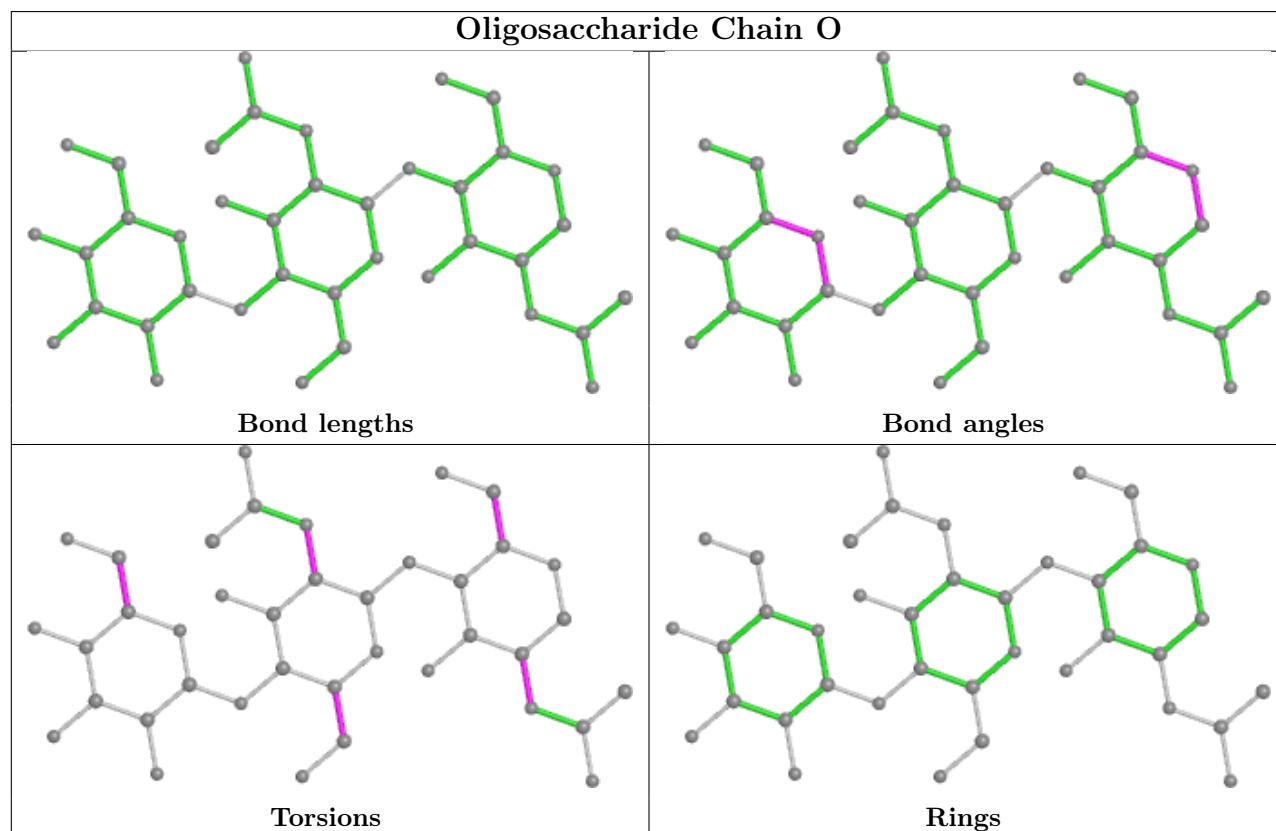 Oligosaccharide Chain O
Bond lengths
Bond angles
Torsions
Rings